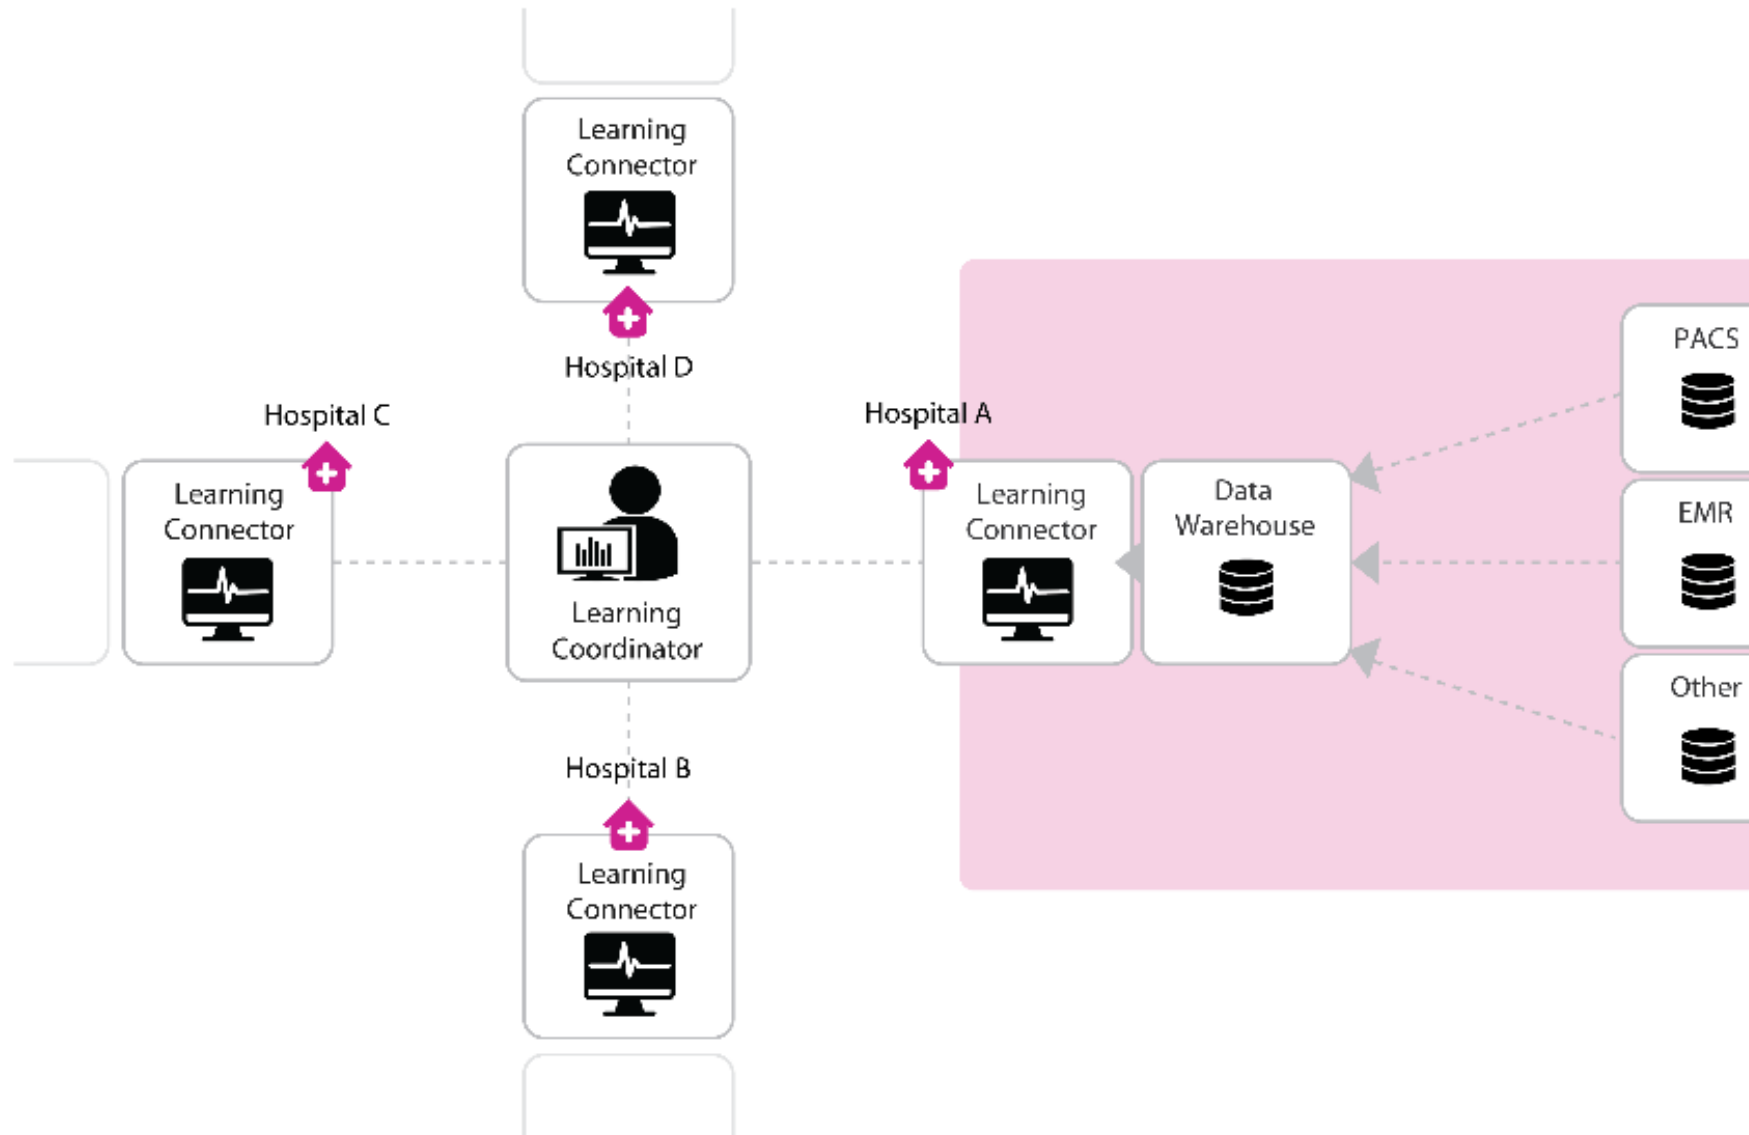 Learning
Connector
Hospital D
Hospital C
Learning
Connector
Learning
Coordinator
Hospital A
Learning
Connector
Data
Warehouse
PACS
EMR
Other
Hospital B
Learning
Connector